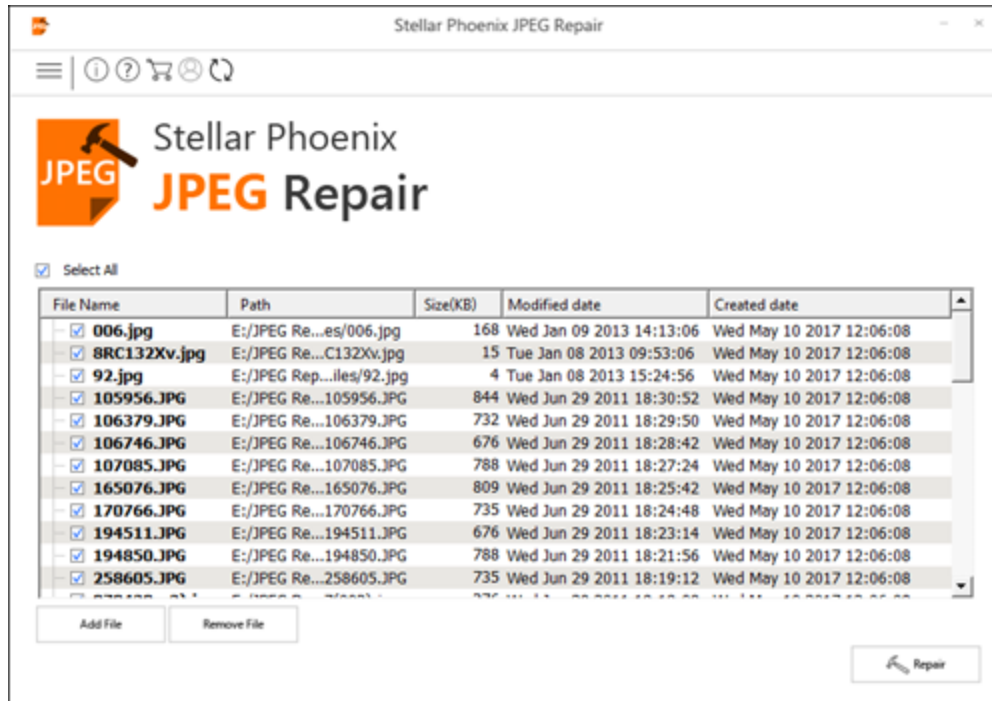 Stellar Phoenix JPEG Repair
JPEG
Stellar Phoenix
JPEG Repair
Select All
File Name Path Size(KB) Modified date Created date
006.jpg E:/JPEG Re...es/006.jpg 168 Wed Jan 09 2013 14:13:06 Wed May 10 2017 12:06:08
8RC132Xv.jpg E:/JPEG Re...C132Xv.jpg 15 Tue Jan 08 2013 09:53:06 Wed May 10 2017 12:06:08
92.jpg E:/JPEG Rep...iles/92.jpg 4 Tue Jan 08 2013 15:24:56 Wed May 10 2017 12:06:08
105956.JPG E:/JPEG Re...105956.JPG 844 Wed Jun 29 2011 18:30:52 Wed May 10 2017 12:06:08
106379.JPG E:/JPEG Re...106379.JPG 732 Wed Jun 29 2011 18:29:50 Wed May 10 2017 12:06:08
106746.JPG E:/JPEG Re...106746.JPG 676 Wed Jun 29 2011 18:28:42 Wed May 10 2017 12:06:08
107085.JPG E:/JPEG Re...107085.JPG 788 Wed Jun 29 2011 18:27:24 Wed May 10 2017 12:06:08
165076.JPG E:/JPEG Re...165076.JPG 809 Wed Jun 29 2011 18:25:42 Wed May 10 2017 12:06:08
170766.JPG E:/JPEG Re...170766.JPG 735 Wed Jun 29 2011 18:24:48 Wed May 10 2017 12:06:08
194511.JPG E:/JPEG Re...194511.JPG 676 Wed Jun 29 2011 18:23:14 Wed May 10 2017 12:06:08
194850.JPG E:/JPEG Re...194850.JPG 788 Wed Jun 29 2011 18:21:56 Wed May 10 2017 12:06:08
258605.JPG E:/JPEG Re...258605.JPG 735 Wed Jun 29 2011 18:19:12 Wed May 10 2017 12:06:08
Add File Remove File
Repair